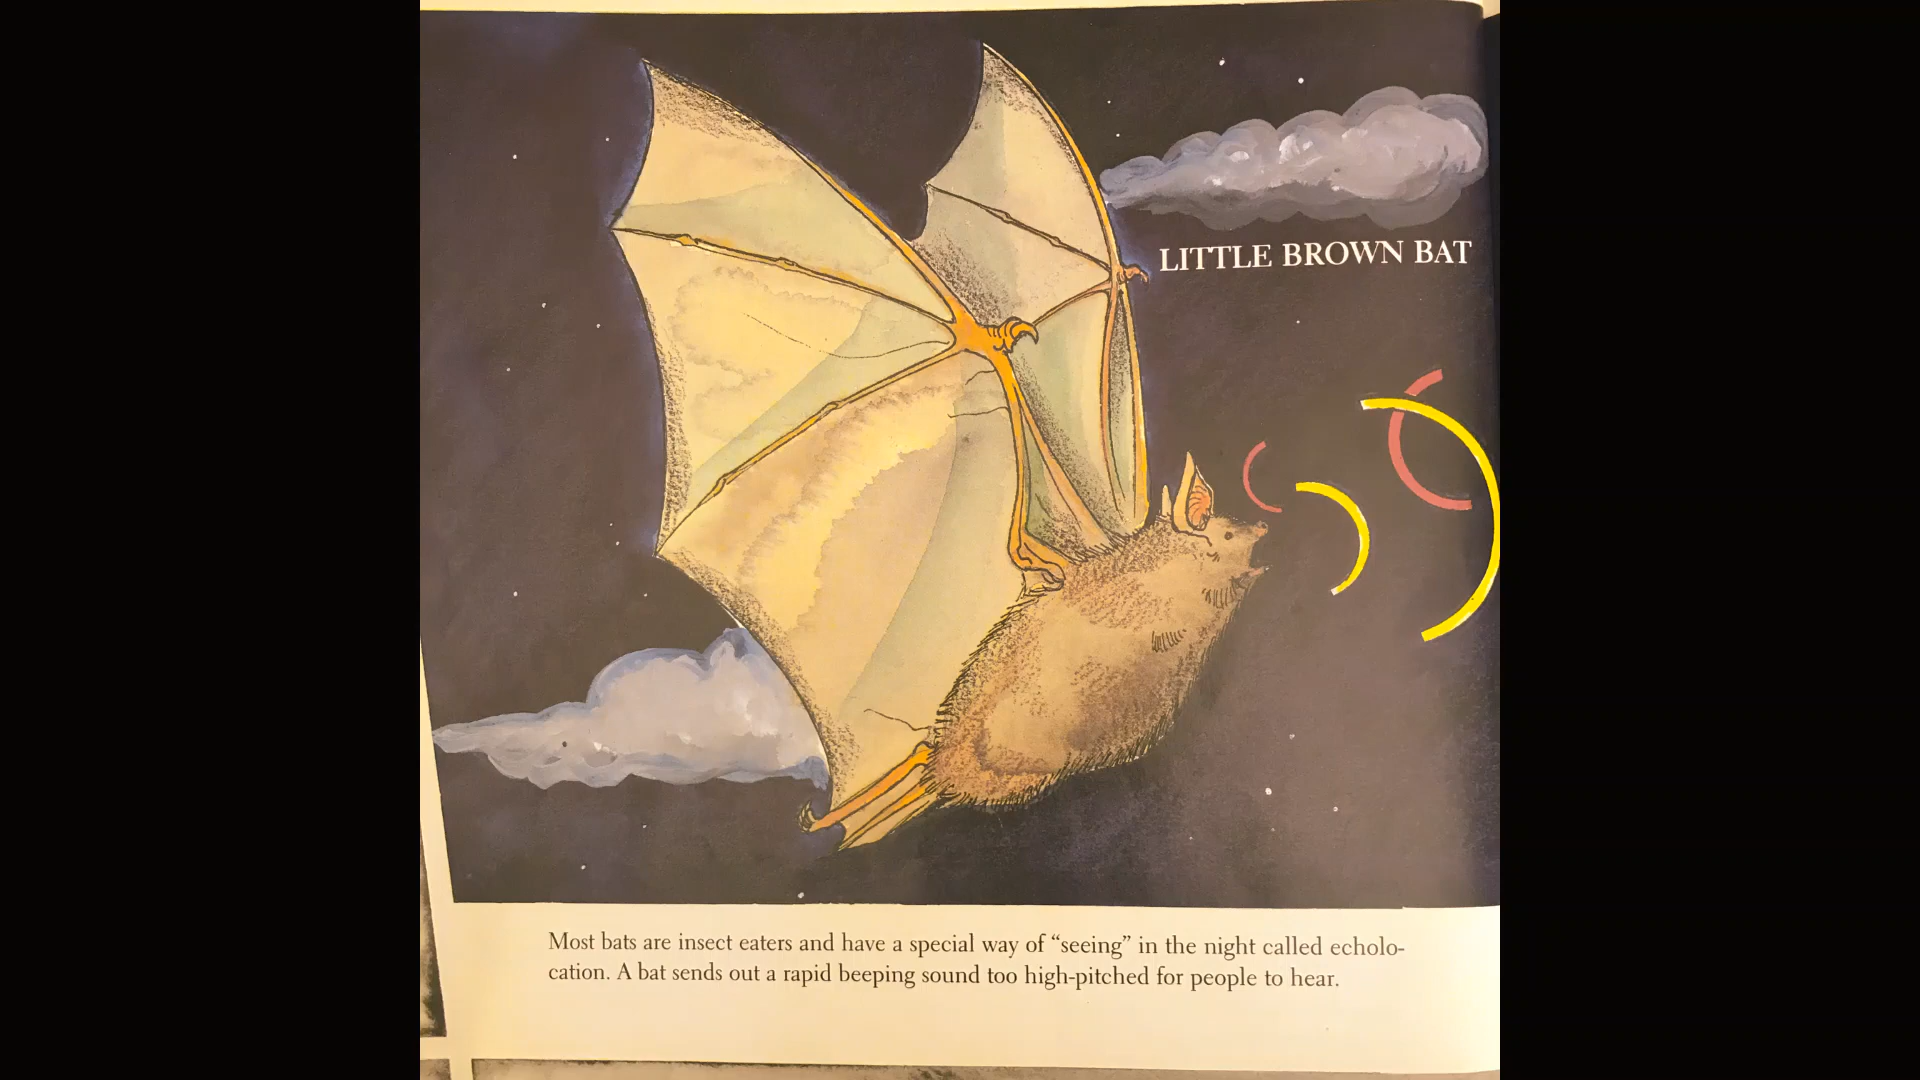 LITTLE BROWN BAT
Most bats are insect eaters and have a special way of “seeing” in the night called echolo-
cation. A bat sends out a rapid beeping sound too high-pitched for people to hear.